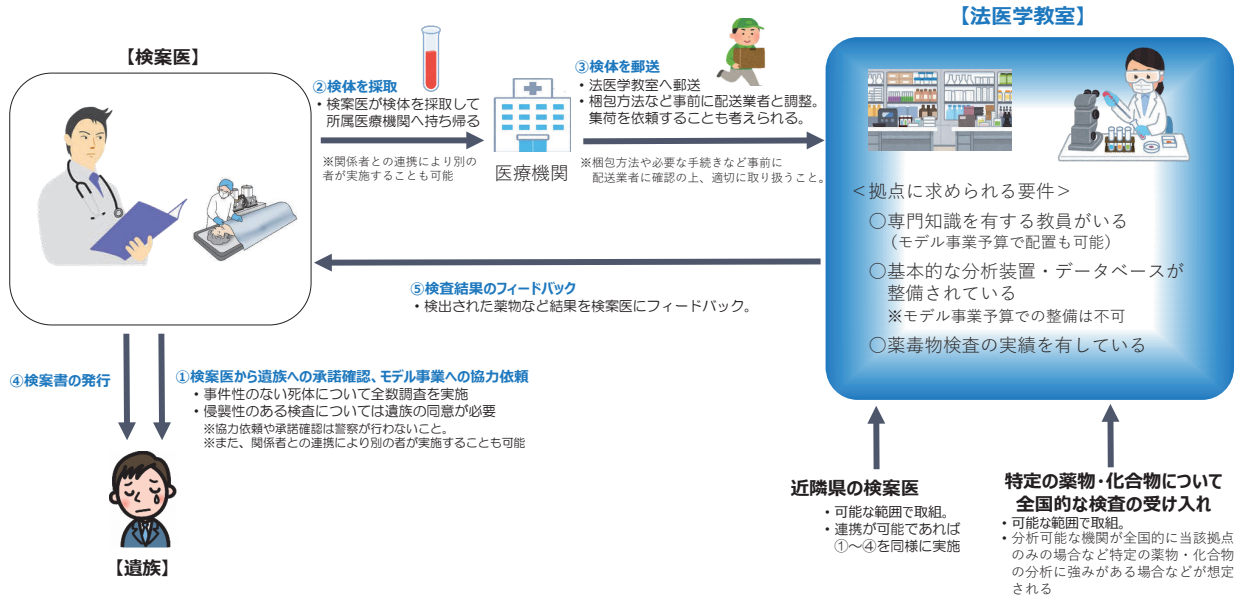 【検案医】
②検体を採取
・検案医が検体を採取して
所属医療機関へ持ち帰る
※関係者との連携により別の
者が実施することも可能
医療機関
③検体を郵送
・法医学教室へ郵送
・梱包方法など事前に配送業者と調整。
集荷を依頼することも考えられる。
※梱包方法や必要な手続きなど事前に
配送業者に確認の上、適切に取り扱うこと。
【法医学教室】
<拠点に求められる要件>
○専門知識を有する教員がいる
（モデル事業予算で配置も可能）
○基本的な分析装置・データベースが
整備されている
※モデル事業予算での整備は不可
○薬毒物検査の実績を有している
⑤検査結果のフィードバック
・検出された薬物など結果を検案医にフィードバック。
④検案書の発行
①検案医から遺族への承諾確認、モデル事業への協力依頼
・事件性のない死体について全数調査を実施
・侵襲性のある検査については遺族の同意が必要
※協力依頼や承諾確認は警察が行わないこと。
※また、関係者との連携により別の者が実施することも可能
【遺族】
近隣県の検案医
・可能な範囲で取組。
・連携が可能であれば
①～④を同様に実施
特定の薬物・化合物について
全国的な検査の受け入れ
・可能な範囲で取組。
・分析可能な機関が全国的に当該拠点
のみの場合など特定の薬物・化合物
の分析に強みがある場合などが想定
される